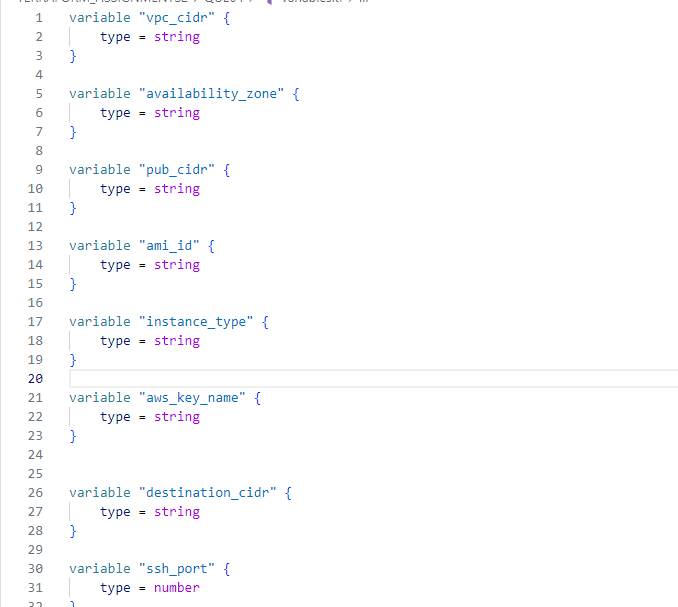 1 variable "vpc_cidr" {
2 type = string
3 }
4
5 variable "availability_zone" {
6 type = string
7 }
8
9 variable "pub_cidr" {
10 type = string
11 }
12
13 variable "ami_id" {
14 type = string
15 }
16
17 variable "instance_type" {
18 type = string
19 }
20
21 variable "aws_key_name" {
22 type = string
23 }
24
25
26 variable "destination_cidr" {
27 type = string
28 }
29
30 variable "ssh_port" {
31 type = number
32 }